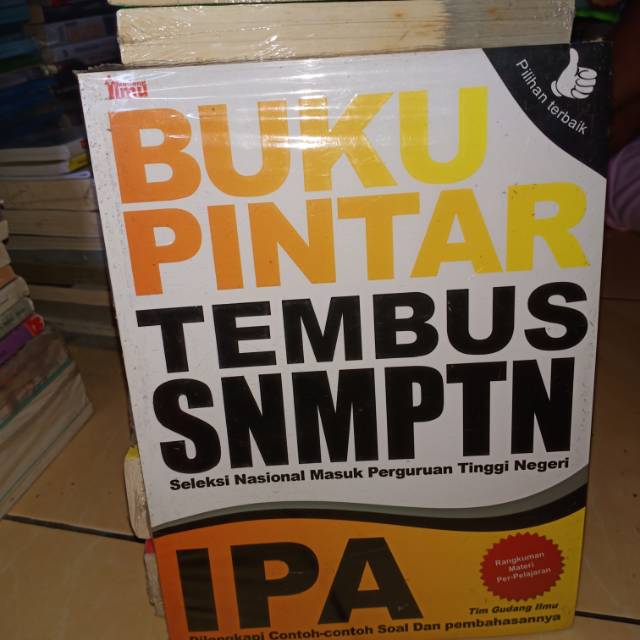 Ilmu
Pilihan terbaik
BUKU
PINTAR
TEMBUS
SNMPTN
Seleksi Nasional Masuk Perguruan Tinggi Negeri
IPA
Rangkuman
Materi
Per-Pelajaran
Tim Gudang Ilmu
Dilengkapi Contoh-contoh Soal Dan pembahasannya